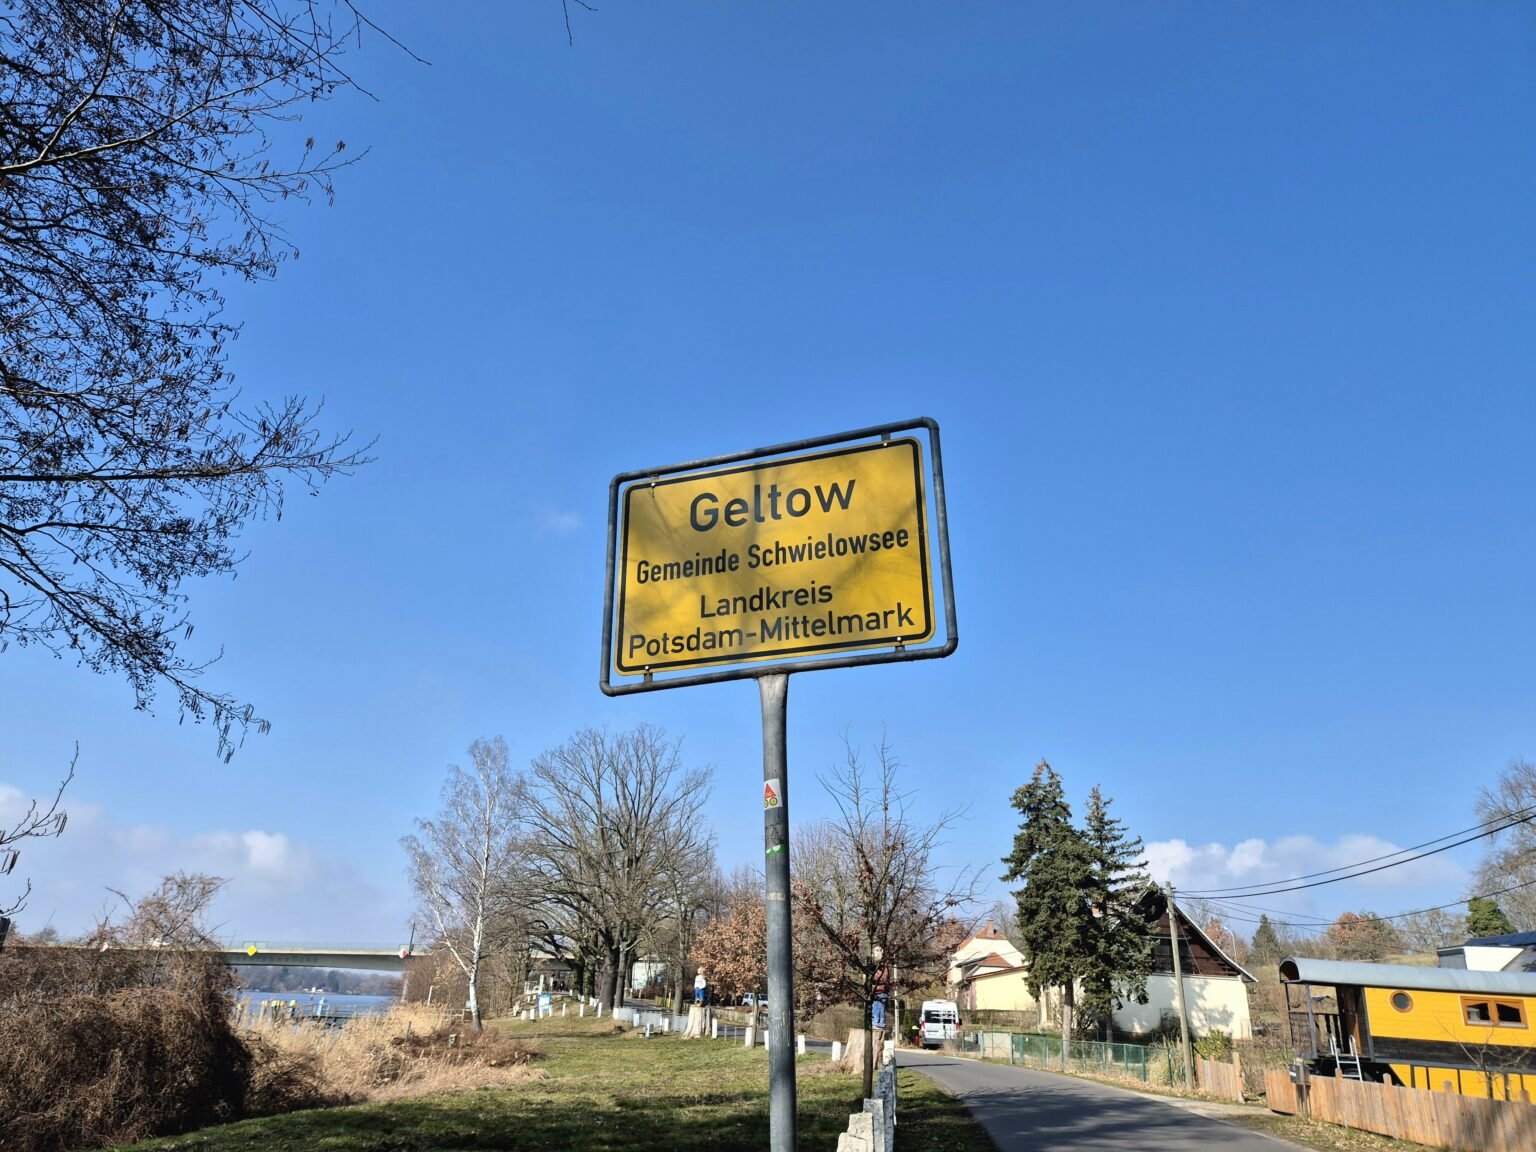 Geltow
Gemeinde Schwielowsee
Landkreis
Potsdam-Mittelmark